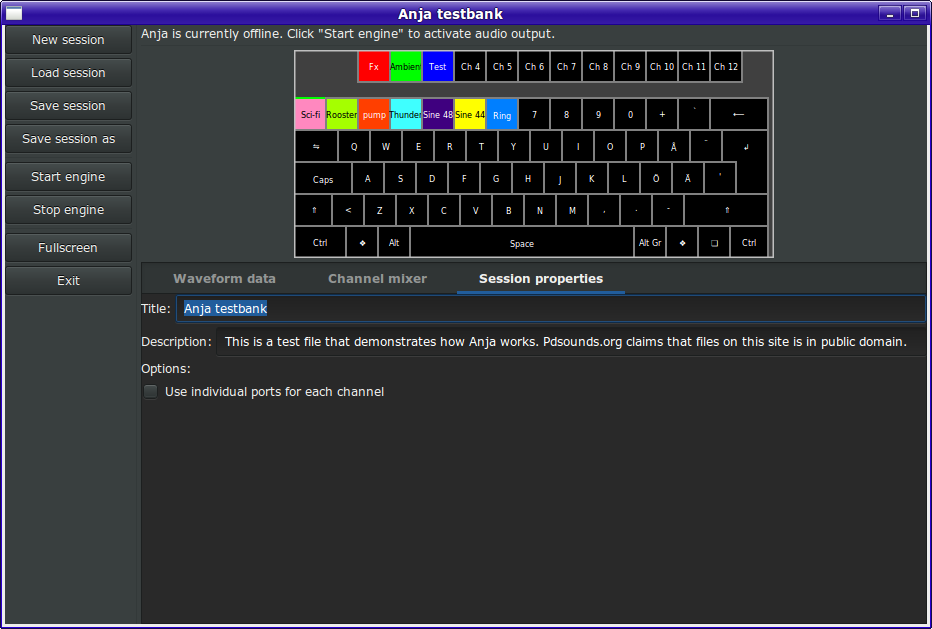 Anja testbank
New session
Load session
Save session
Save session as
Start engine
Stop engine
Fullscreen
Exit
Anja is currently offline. Click "Start engine" to activate audio output.
Fx Ambien Test Ch 4 Ch 5 Ch 6 Ch 7 Ch 8 Ch 9 Ch 10 Ch 11 Ch 12
Sci-fi Rooster pump Thunder Sine 48 Sine 44 Ring 7 8 9 0 + ` ←
⇋ Q W E R T Y U I O P Å ¨ ↲
Caps A S D F G H J K L Ö Ä '
⇑ < Z X C V B N M , . - ⇑
Ctrl ❖ Alt Space Alt Gr ❖ ❏ Ctrl
Waveform data Channel mixer Session properties
Title: Anja testbank
Description: This is a test file that demonstrates how Anja works. Pdsounds.org claims that files on this site is in public domain.
Options:
Use individual ports for each channel